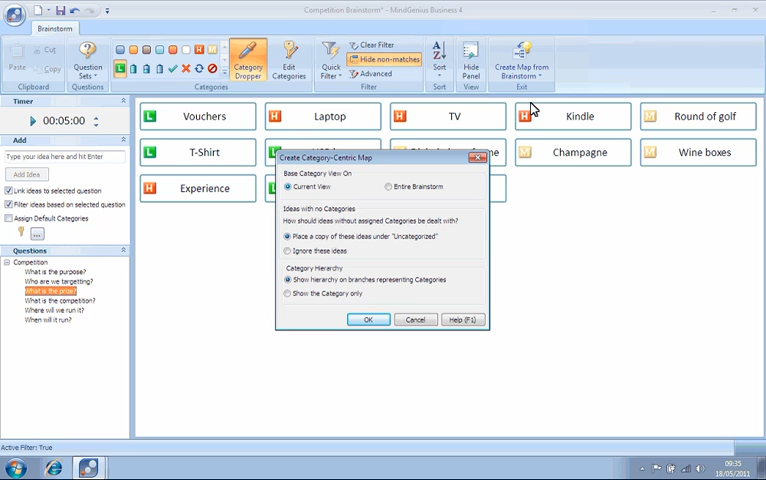 Competition Brainstorm* - MindGenius Business 4
Brainstorm
Paste
Cut
Copy
Clipboard
Question
Sets
Questions
L
H
M
Category
Dropper
Edit
Categories
Categories
Quick
Filter
Clear Filter
Hide non-matches
Advanced
Filter
Sort
Sort
Hide
Panel
View
Create Map from
Brainstorm
Exit
Timer
00:05:00
Add
Type your idea here and hit Enter
Add Idea
Link ideas to selected question
Filter ideas based on selected question
Assign Default Categories
...
Questions
Competition
What is the purpose?
Who are we targetting?
What is the prize?
What is the competition?
Where will we run it?
When will it run?
L Vouchers
H Laptop
H TV
H Kindle
M Round of golf
L T-Shirt
M Champagne
M Wine boxes
H Experience
Create Category-Centric Map
Base Category View On
Current View
Entire Brainstorm
Ideas with no Categories
How should ideas without assigned Categories be dealt with?
Place a copy of these ideas under "Uncategorized"
Ignore these ideas
Category Hierarchy
Show hierarchy on branches representing Categories
Show the Category only
OK
Cancel
Help (F1)
Active Filter: True
09:35
18/05/2011